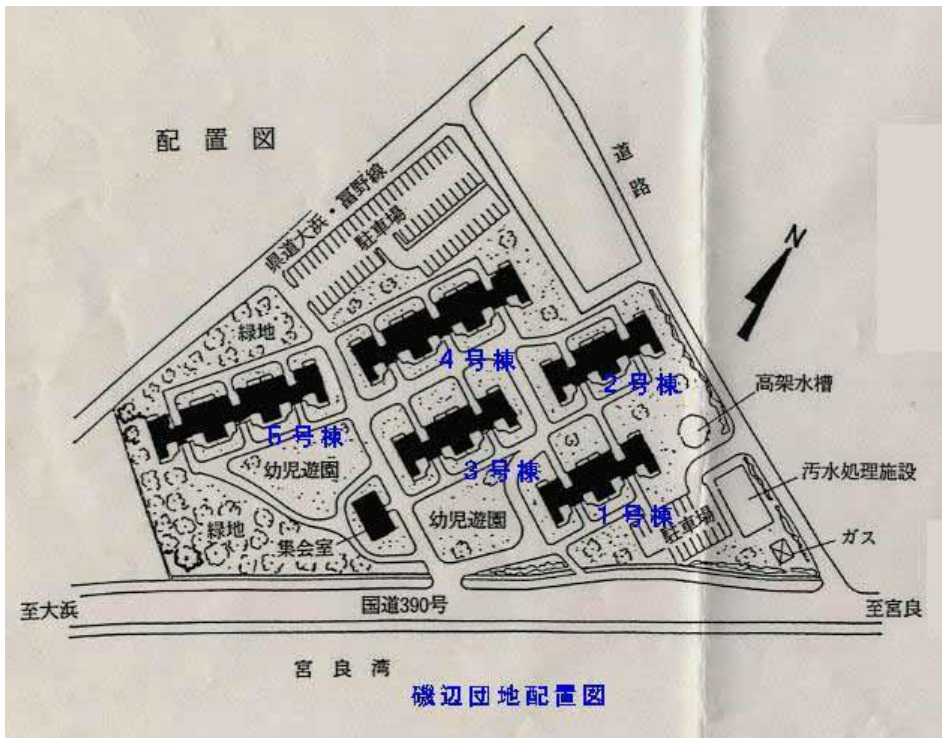 配置図
道路
県道大浜・富野線
駐車場
N
緑地
4号棟
2号棟
高架水槽
5号棟
3号棟
幼児遊園
汚水処理施設
1号棟
幼児遊園
駐車場
緑地
集会室
ガス
至大浜
国道390号
至宮良
宮良湾
磯辺団地配置図